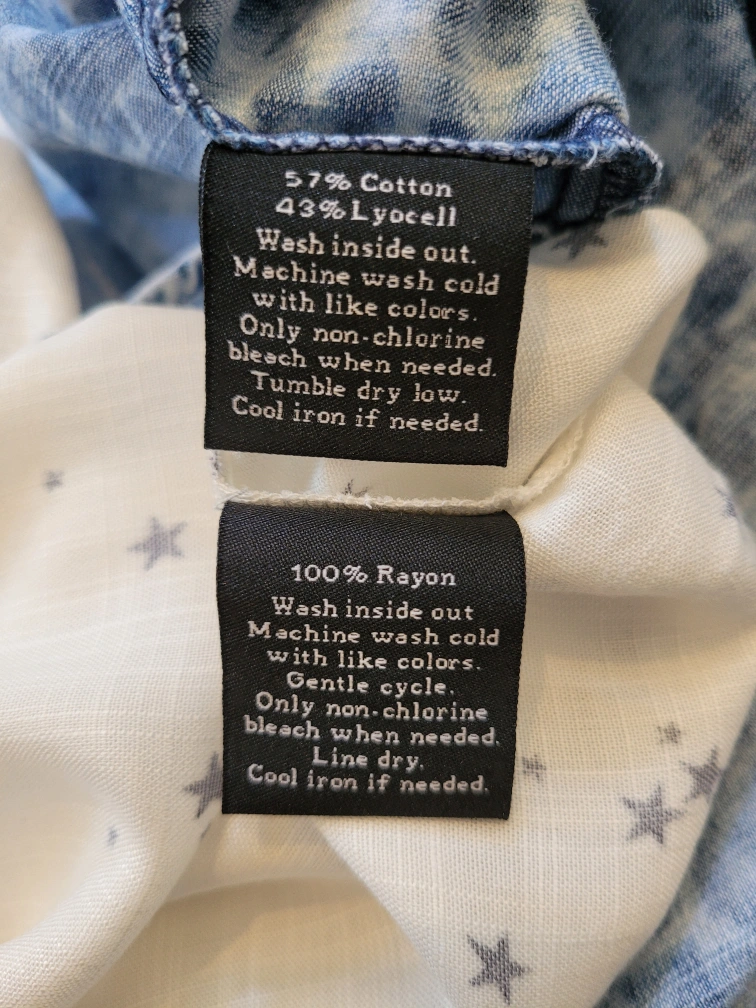 57% Cotton
43% Lyocell
Wash inside out.
Machine wash cold
with like colors.
Only non-chlorine
bleach when needed.
Tumble dry low.
Cool iron if needed.
100% Rayon
Wash inside out
Machine wash cold
with like colors.
Gentle cycle.
Only non-chlorine
bleach when needed.
Line dry.
Cool iron if needed.